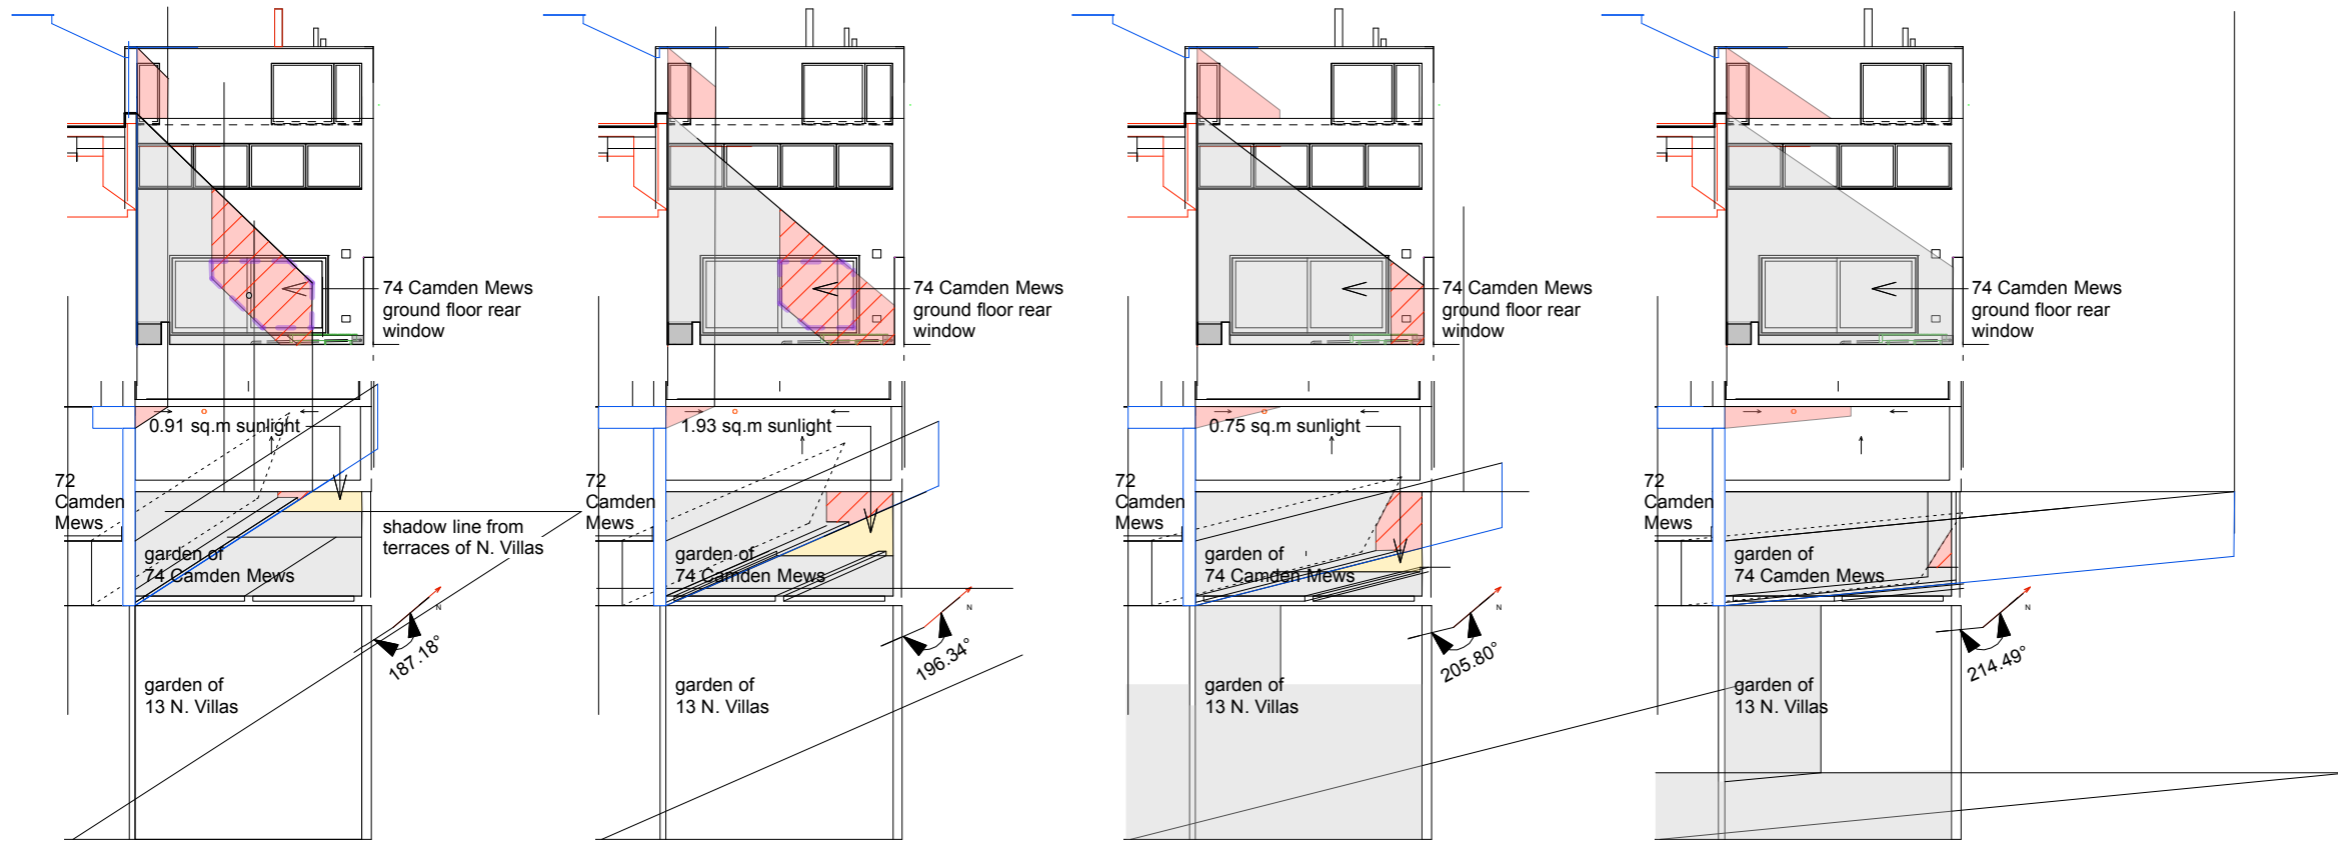 74 Camden Mews
ground floor rear
window
74 Camden Mews
ground floor rear
window
74 Camden Mews
ground floor rear
window
74 Camden Mews
ground floor rear
window
0.91 sq.m sunlight
72
Camden
Mews
shadow line from
terraces of N. Villas
garden of
74 Camden Mews
N
187.18°
garden of
13 N. Villas
1.93 sq.m sunlight
72
Camden
Mews
garden of
74 Camden Mews
N
196.34°
garden of
13 N. Villas
0.75 sq.m sunlight
72
Camden
Mews
garden of
74 Camden Mews
N
205.80°
garden of
13 N. Villas
72
Camden
Mews
garden of
74 Camden Mews
N
214.49°
garden of
13 N. Villas